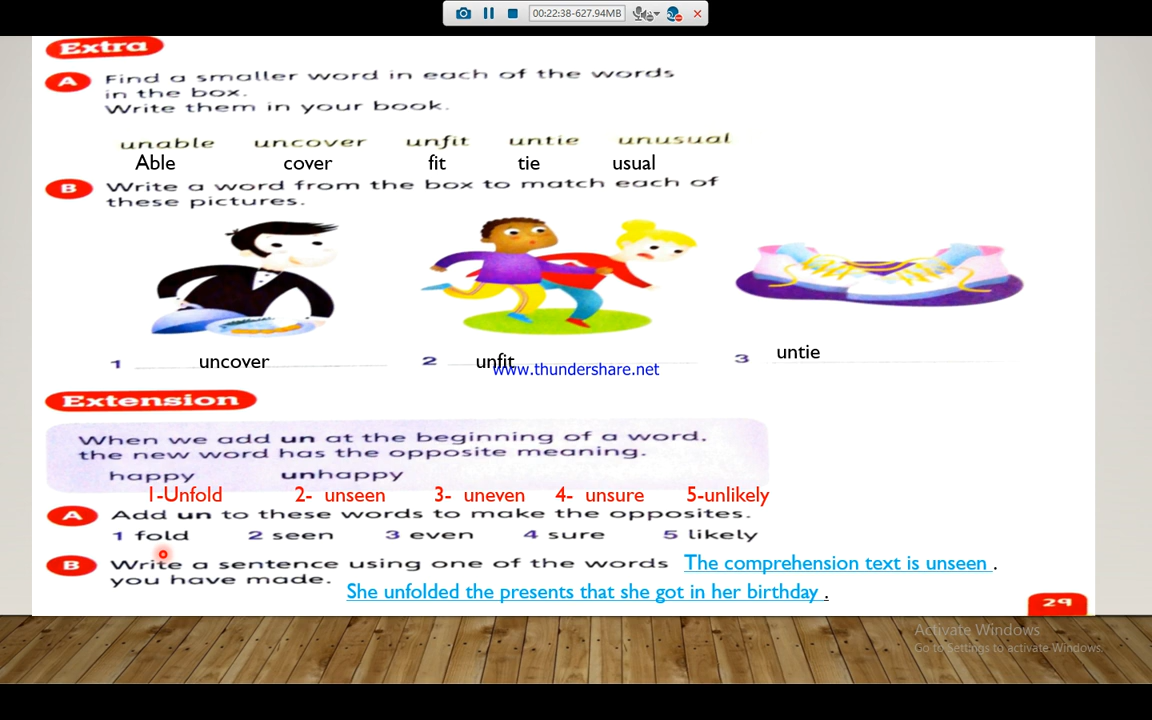 00:22:38-627.94MB
Extra
A Find a smaller word in each of the words
in the box.
Write them in your book.
unable uncover unfit untie unusual
Able cover fit tie usual
B Write a word from the box to match each of
these pictures.
1 uncover 2 unfit 3 untie
www.thundershare.net
Extension
When we add un at the beginning of a word,
the new word has the opposite meaning.
happy unhappy
1-Unfold 2- unseen 3- uneven 4- unsure 5-unlikely
A Add un to these words to make the opposites.
1 fold 2 seen 3 even 4 sure 5 likely
B Write a sentence using one of the words The comprehension text is unseen .
you have made. She unfolded the presents that she got in her birthday .
29
Activate Windows
Go to Settings to activate Windows.